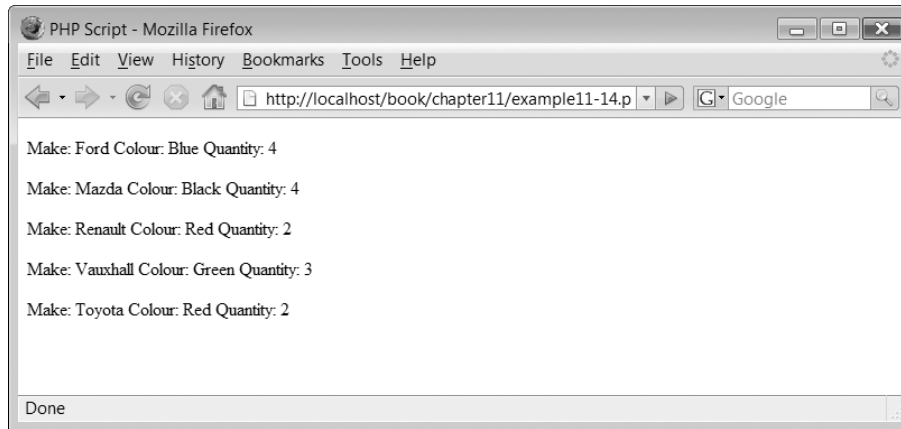 PHP Script - Mozilla Firefox
File Edit View History Bookmarks Tools Help
http://localhost/book/chapter11/example11-14.p G Google
Make: Ford Colour: Blue Quantity: 4
Make: Mazda Colour: Black Quantity: 4
Make: Renault Colour: Red Quantity: 2
Make: Vauxhall Colour: Green Quantity: 3
Make: Toyota Colour: Red Quantity: 2
Done